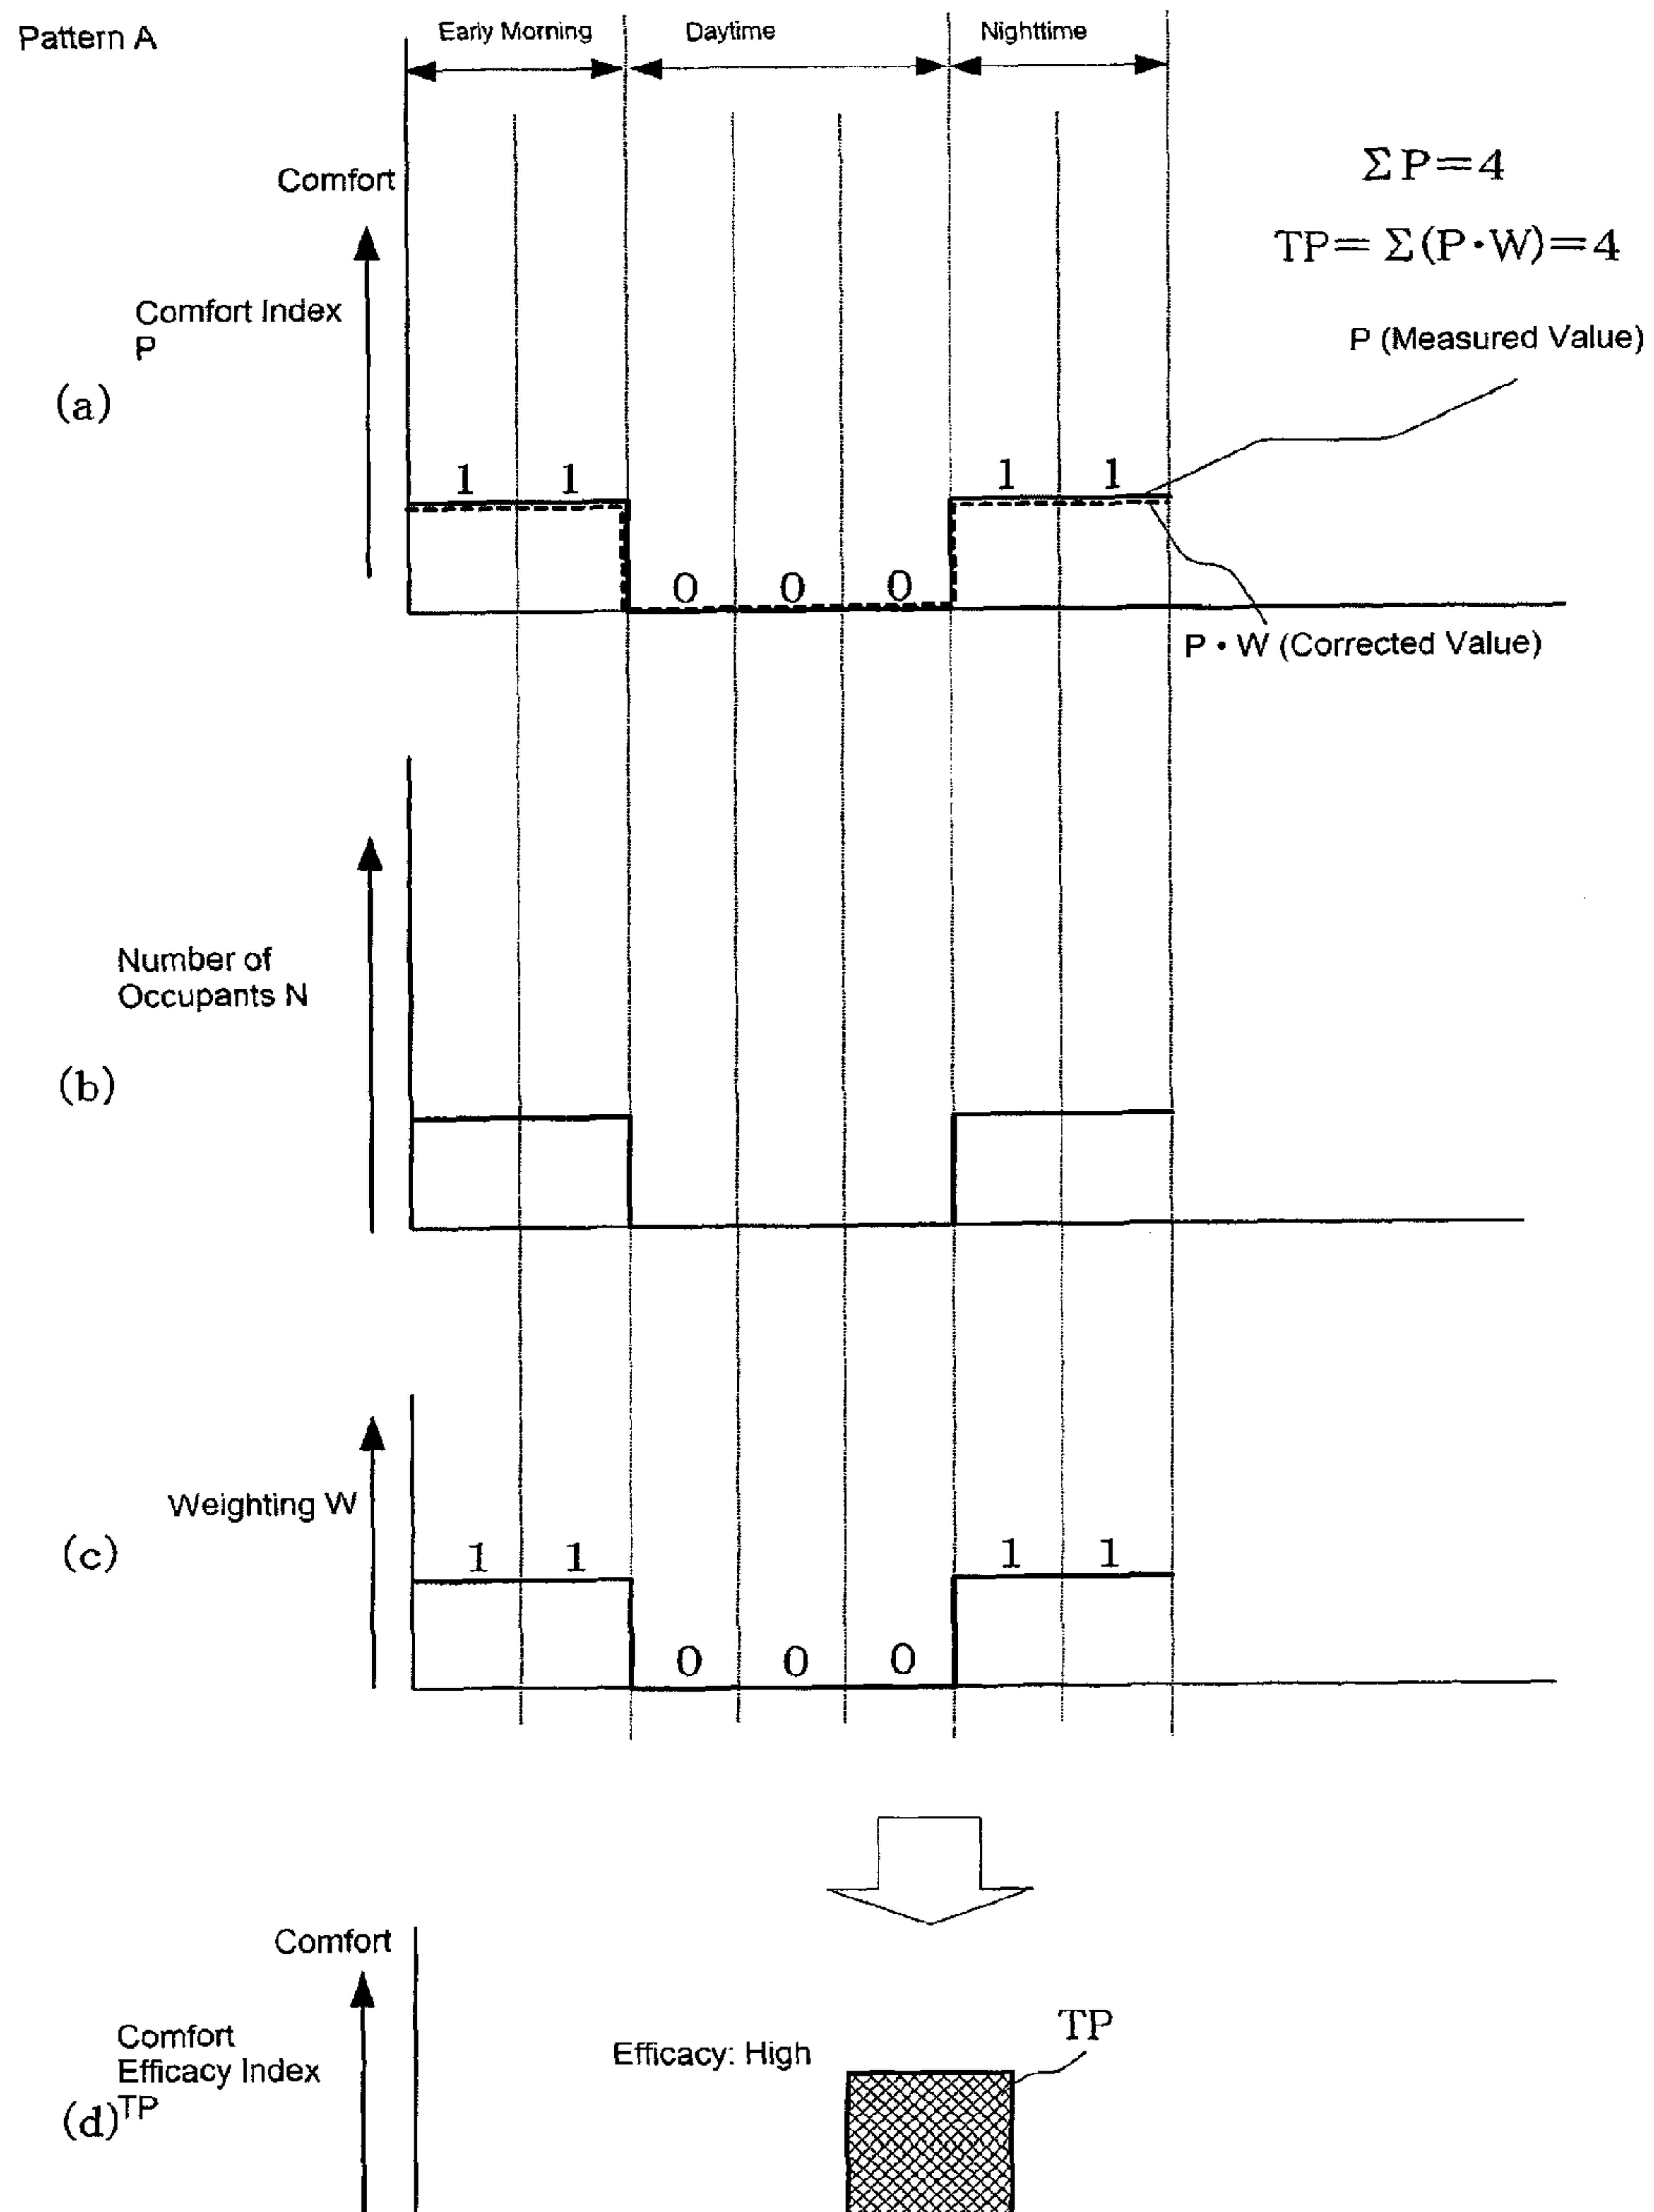 Pattern A
Early Morning
Daytime
Nighttime
Comfort
ΣP=4
TP=Σ(P·W)=4
Comfort Index
P
P (Measured Value)
(a)
1 1 1 1
0 0 0
P • W (Corrected Value)
Number of
Occupants N
(b)
Weighting W
(c)
1 1 1 1
0 0 0
Comfort
Comfort
Efficacy Index
TP
Efficacy: High
TP
(d)